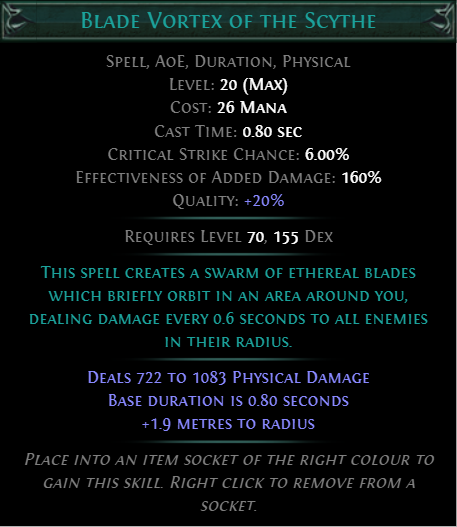 Blade Vortex of the Scythe
Spell, AoE, Duration, Physical
Level: 20 (Max)
Cost: 26 Mana
Cast Time: 0.80 sec
Critical Strike Chance: 6.00%
Effectiveness of Added Damage: 160%
Quality: +20%
Requires Level 70, 155 Dex
This spell creates a swarm of ethereal blades
which briefly orbit in an area around you,
dealing damage every 0.6 seconds to all enemies
in their radius.
Deals 722 to 1083 Physical Damage
Base duration is 0.80 seconds
+1.9 metres to radius
Place into an item socket of the right colour to
gain this skill. Right click to remove from a
socket.